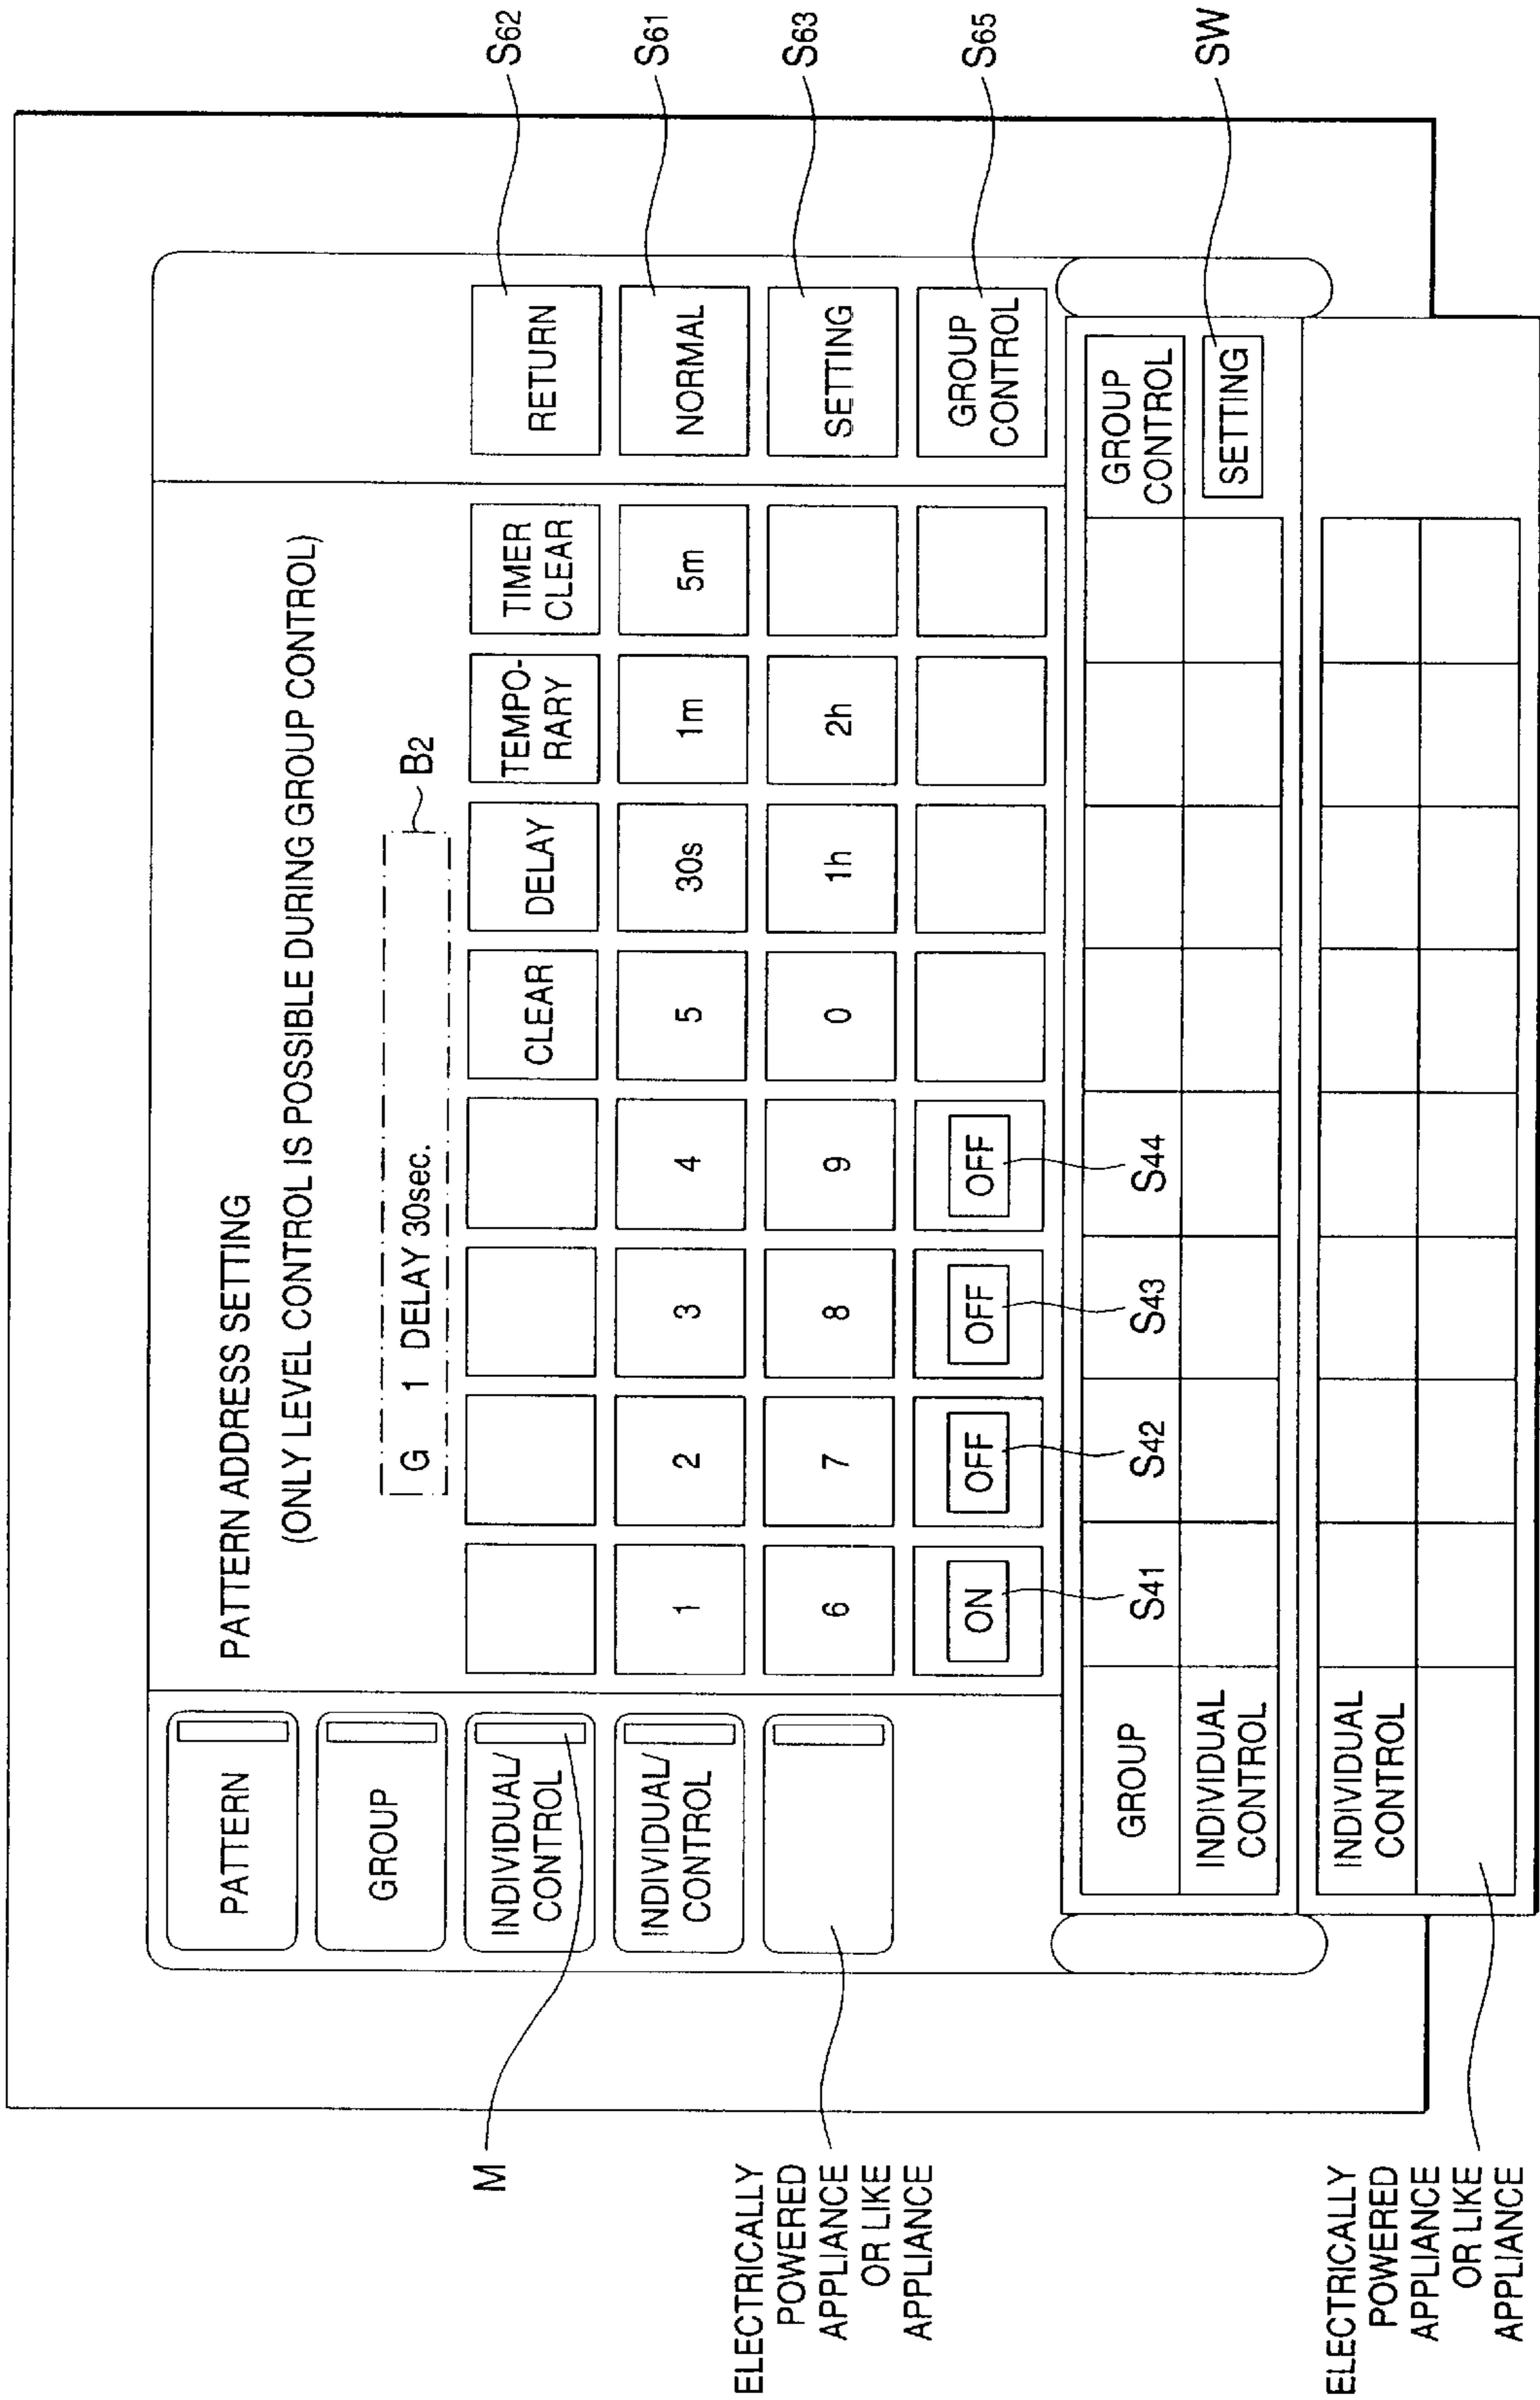 PATTERN ADDRESS SETTING
(ONLY LEVEL CONTROL IS POSSIBLE DURING GROUP CONTROL)
G 1 DELAY 30sec.
B2
PATTERN
GROUP
INDIVIDUAL/
CONTROL
INDIVIDUAL/
CONTROL
CLEAR
DELAY
TEMPO-
RARY
TIMER
CLEAR
RETURN
S62
1
2
3
4
5
30s
1m
5m
NORMAL
S61
6
7
8
9
0
1h
2h
SETTING
S63
ON
OFF
OFF
OFF
GROUP
CONTROL
S65
GROUP
S41
S42
S43
S44
GROUP
CONTROL
INDIVIDUAL
CONTROL
SETTING
SW
INDIVIDUAL
CONTROL
M
ELECTRICALLY
POWERED
APPLIANCE
OR LIKE
APPLIANCE
ELECTRICALLY
POWERED
APPLIANCE
OR LIKE
APPLIANCE